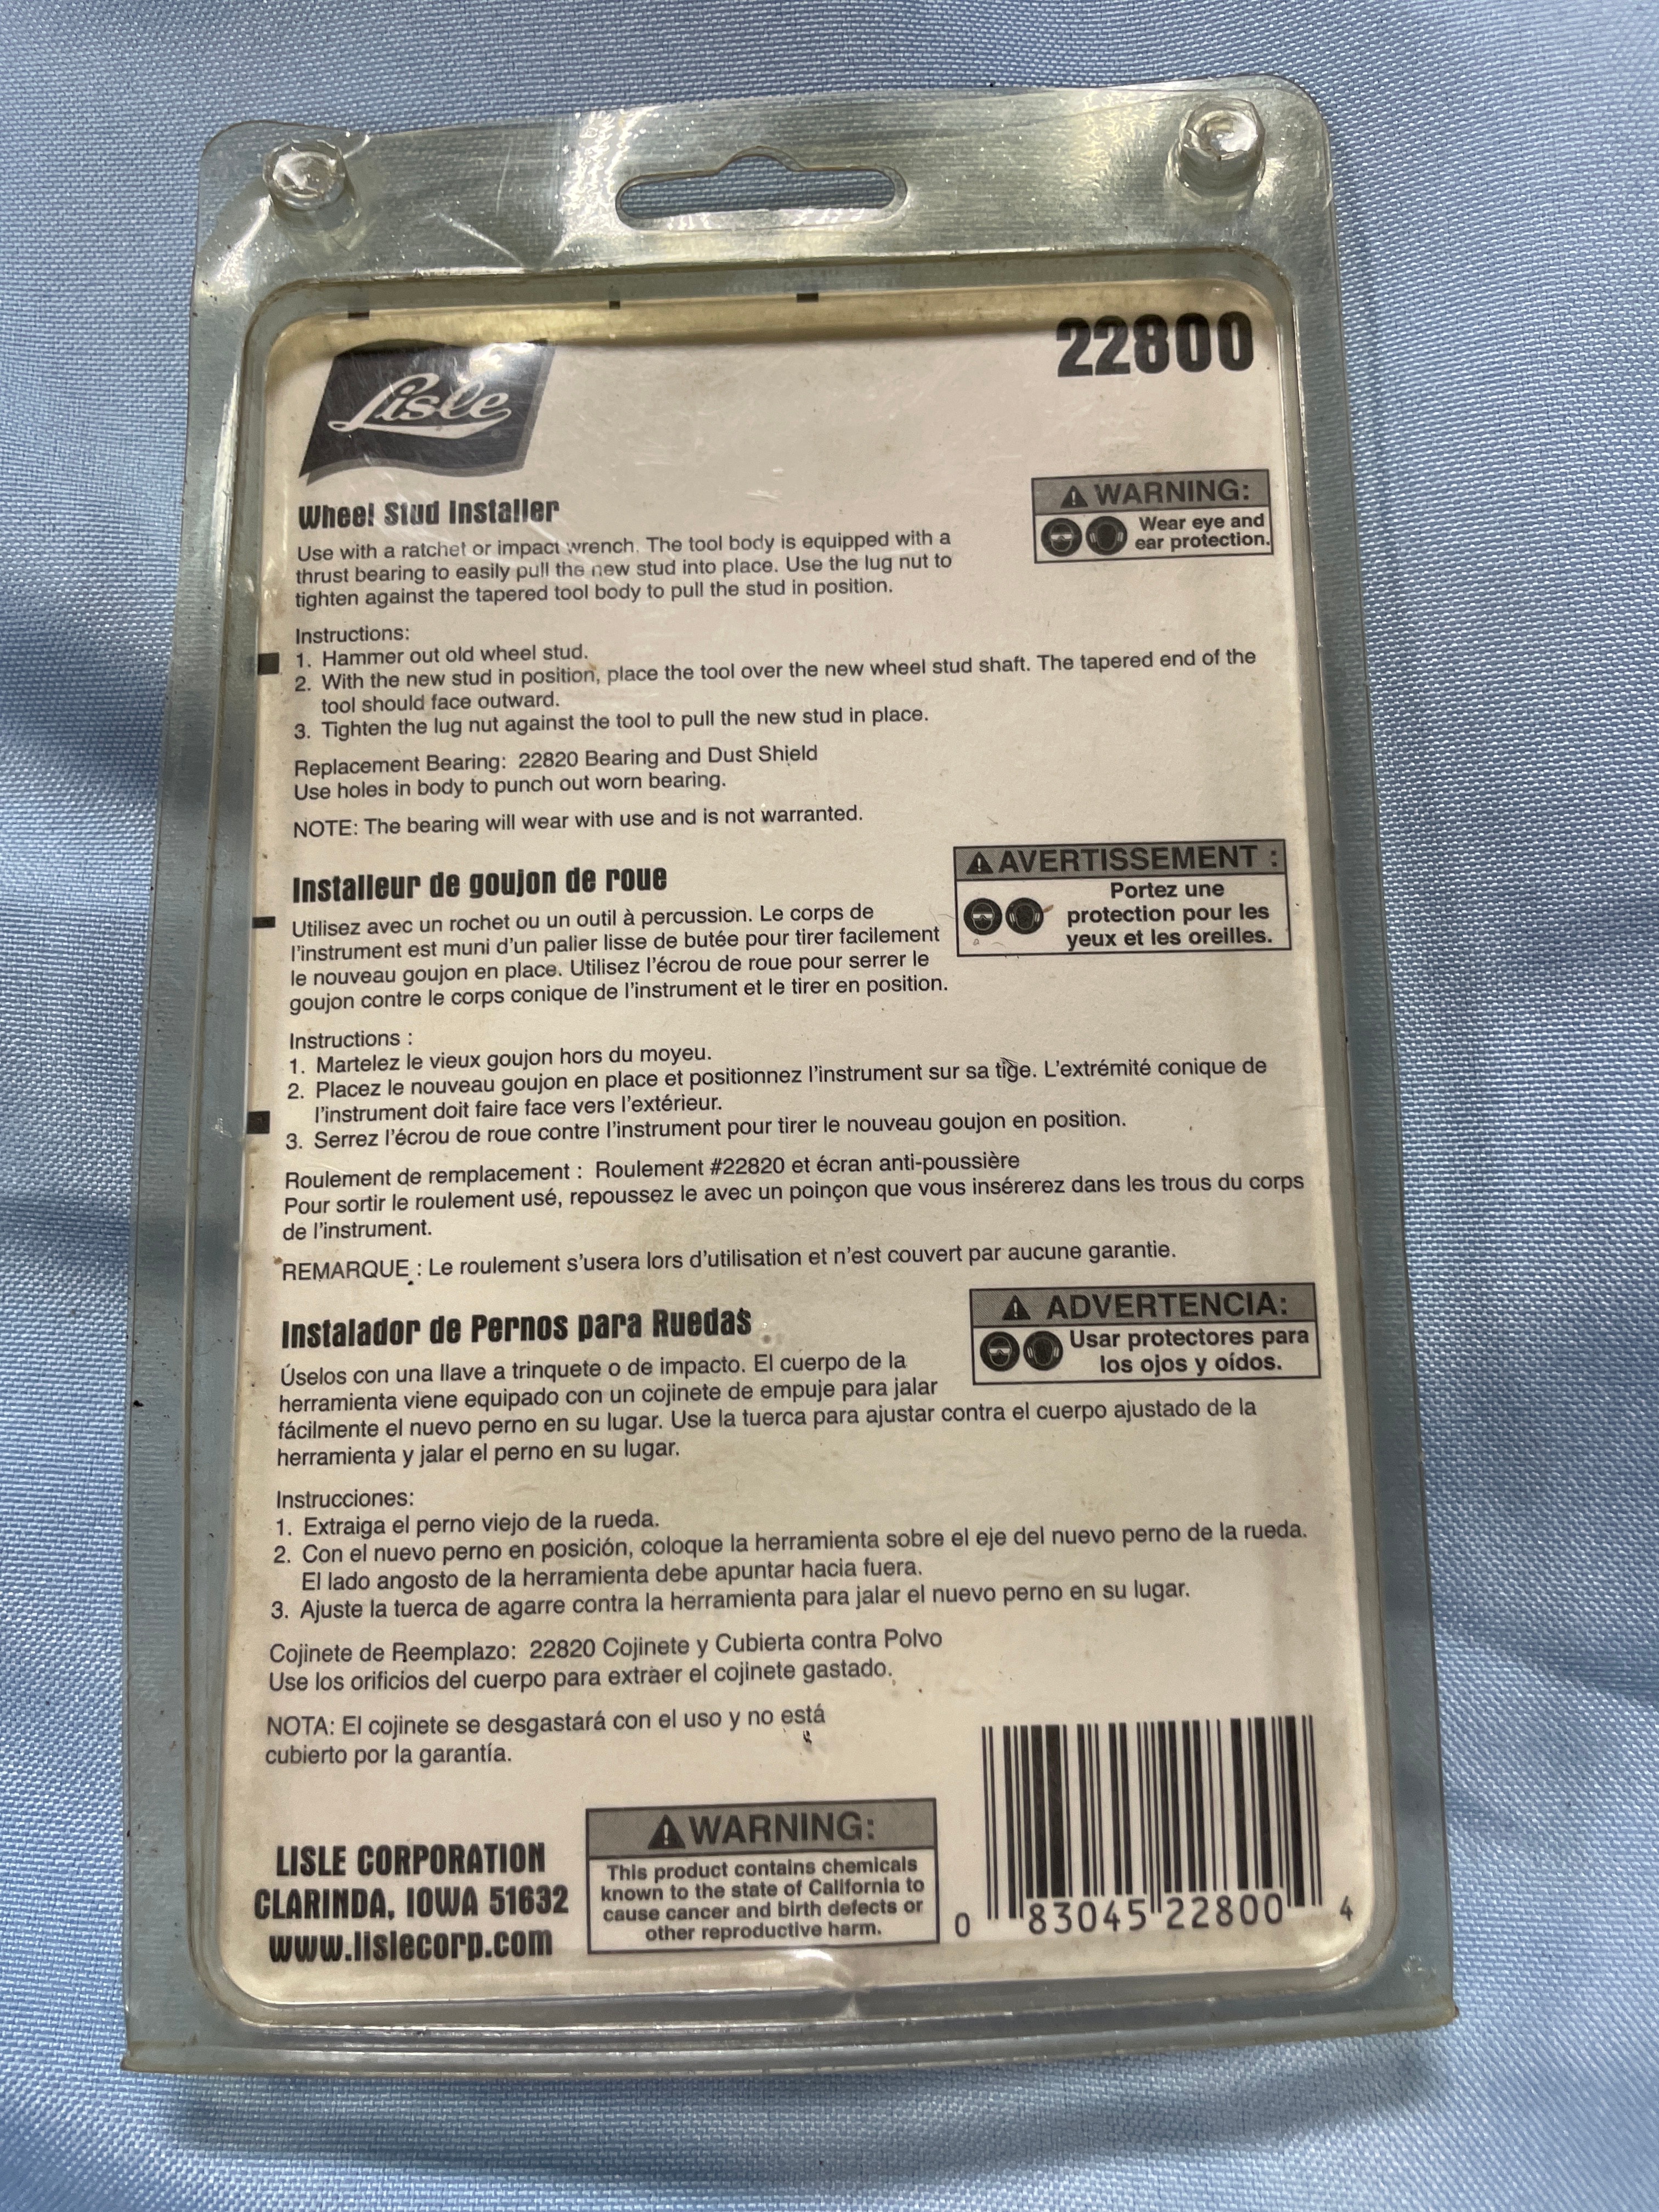 Lisle
22800
Wheel Stud Installer
Use with a ratchet or impact wrench. The tool body is equipped with a
thrust bearing to easily pull the new stud into place. Use the lug nut to
tighten against the tapered tool body to pull the stud in position.
WARNING:
Wear eye and
ear protection.
Instructions:
1. Hammer out old wheel stud.
2. With the new stud in position, place the tool over the new wheel stud shaft. The tapered end of the
tool should face outward.
3. Tighten the lug nut against the tool to pull the new stud in place.
Replacement Bearing: 22820 Bearing and Dust Shield
Use holes in body to punch out worn bearing.
NOTE: The bearing will wear with use and is not warranted.
Installeur de goujon de roue
Utilisez avec un rochet ou un outil à percussion. Le corps de
l'instrument est muni d'un palier lisse de butée pour tirer facilement
le nouveau goujon en place. Utilisez l'écrou de roue pour serrer le
goujon contre le corps conique de l'instrument et le tirer en position.
AVERTISSEMENT :
Portez une
protection pour les
yeux et les oreilles.
Instructions :
1. Martelez le vieux goujon hors du moyeu.
2. Placez le nouveau goujon en place et positionnez l'instrument sur sa tige. L'extrémité conique de
l'instrument doit faire face vers l'extérieur.
3. Serrez l'écrou de roue contre l'instrument pour tirer le nouveau goujon en position.
Roulement de remplacement : Roulement #22820 et écran anti-poussière
Pour sortir le roulement usé, repoussez le avec un poinçon que vous insérerez dans les trous du corps
de l'instrument.
REMARQUE : Le roulement s'usera lors d'utilisation et n'est couvert par aucune garantie.
Instalador de Pernos para Ruedas
Úselos con una llave a trinquete o de impacto. El cuerpo de la
herramienta viene equipado con un cojinete de empuje para jalar
fácilmente el nuevo perno en su lugar. Use la tuerca para ajustar contra el cuerpo ajustado de la
herramienta y jalar el perno en su lugar.
ADVERTENCIA:
Usar protectores para
los ojos y oídos.
Instrucciones:
1. Extraiga el perno viejo de la rueda.
2. Con el nuevo perno en posición, coloque la herramienta sobre el eje del nuevo perno de la rueda.
El lado angosto de la herramienta debe apuntar hacia fuera.
3. Ajuste la tuerca de agarre contra la herramienta para jalar el nuevo perno en su lugar.
Cojinete de Reemplazo: 22820 Cojinete y Cubierta contra Polvo
Use los orificios del cuerpo para extraer el cojinete gastado.
NOTA: El cojinete se desgastará con el uso y no está
cubierto por la garantía.
LISLE CORPORATION
CLARINDA, IOWA 51632
www.lislecorp.com
WARNING:
This product contains chemicals
known to the state of California to
cause cancer and birth defects or
other reproductive harm.
0 83045 22800 4